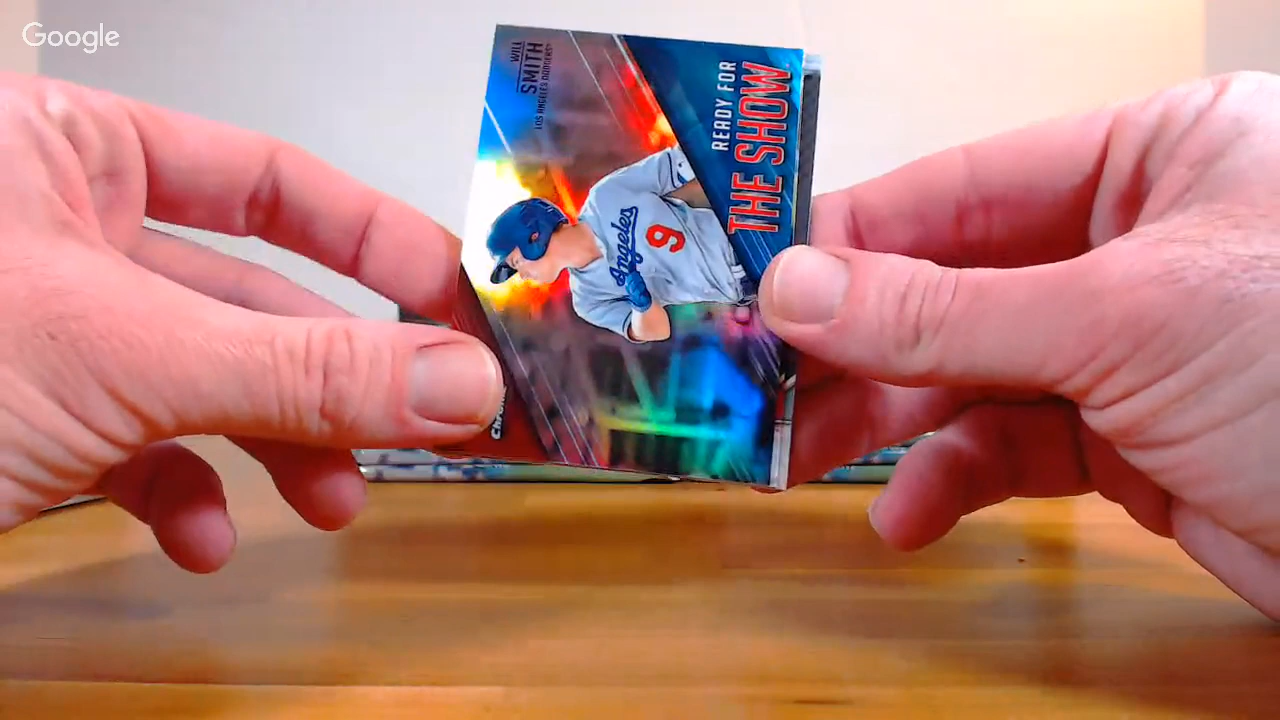 Google
WILL
SMITH
LOS ANGELES DODGERS
READY FOR
THE SHOW
Angeles
9